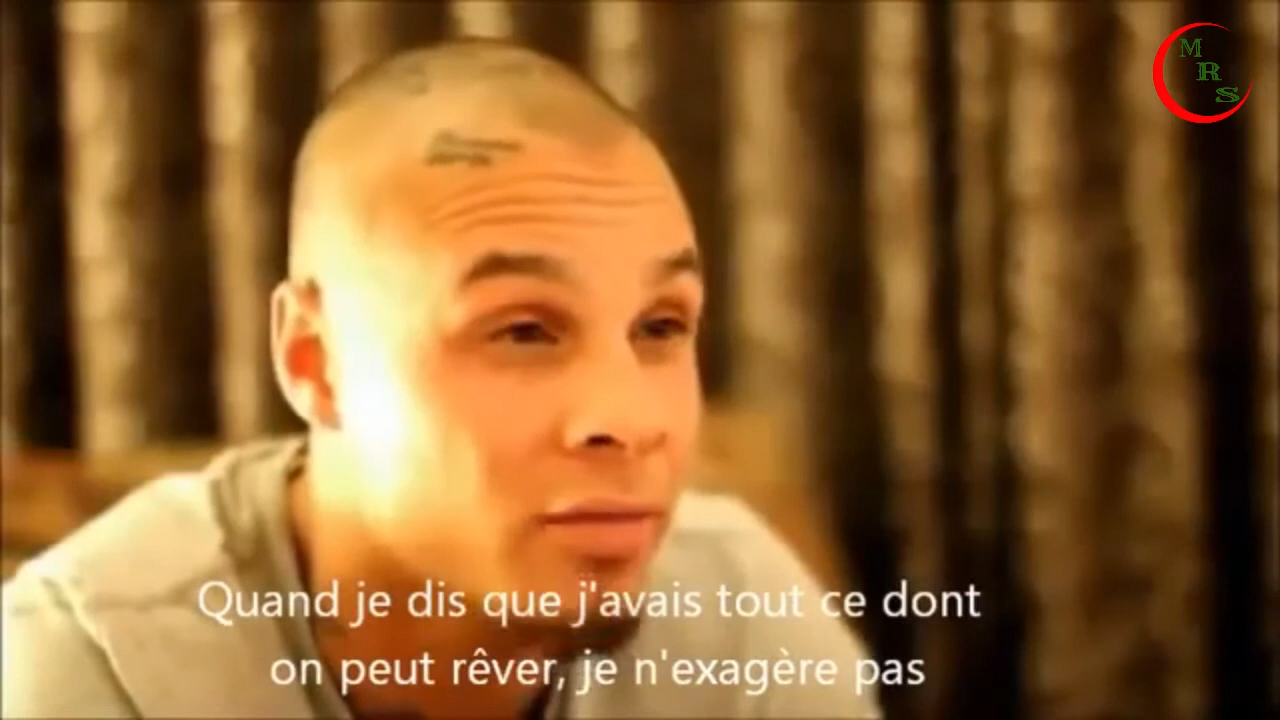 M
R
S
Quand je dis que j'avais tout ce dont
on peut rêver, je n'exagère pas